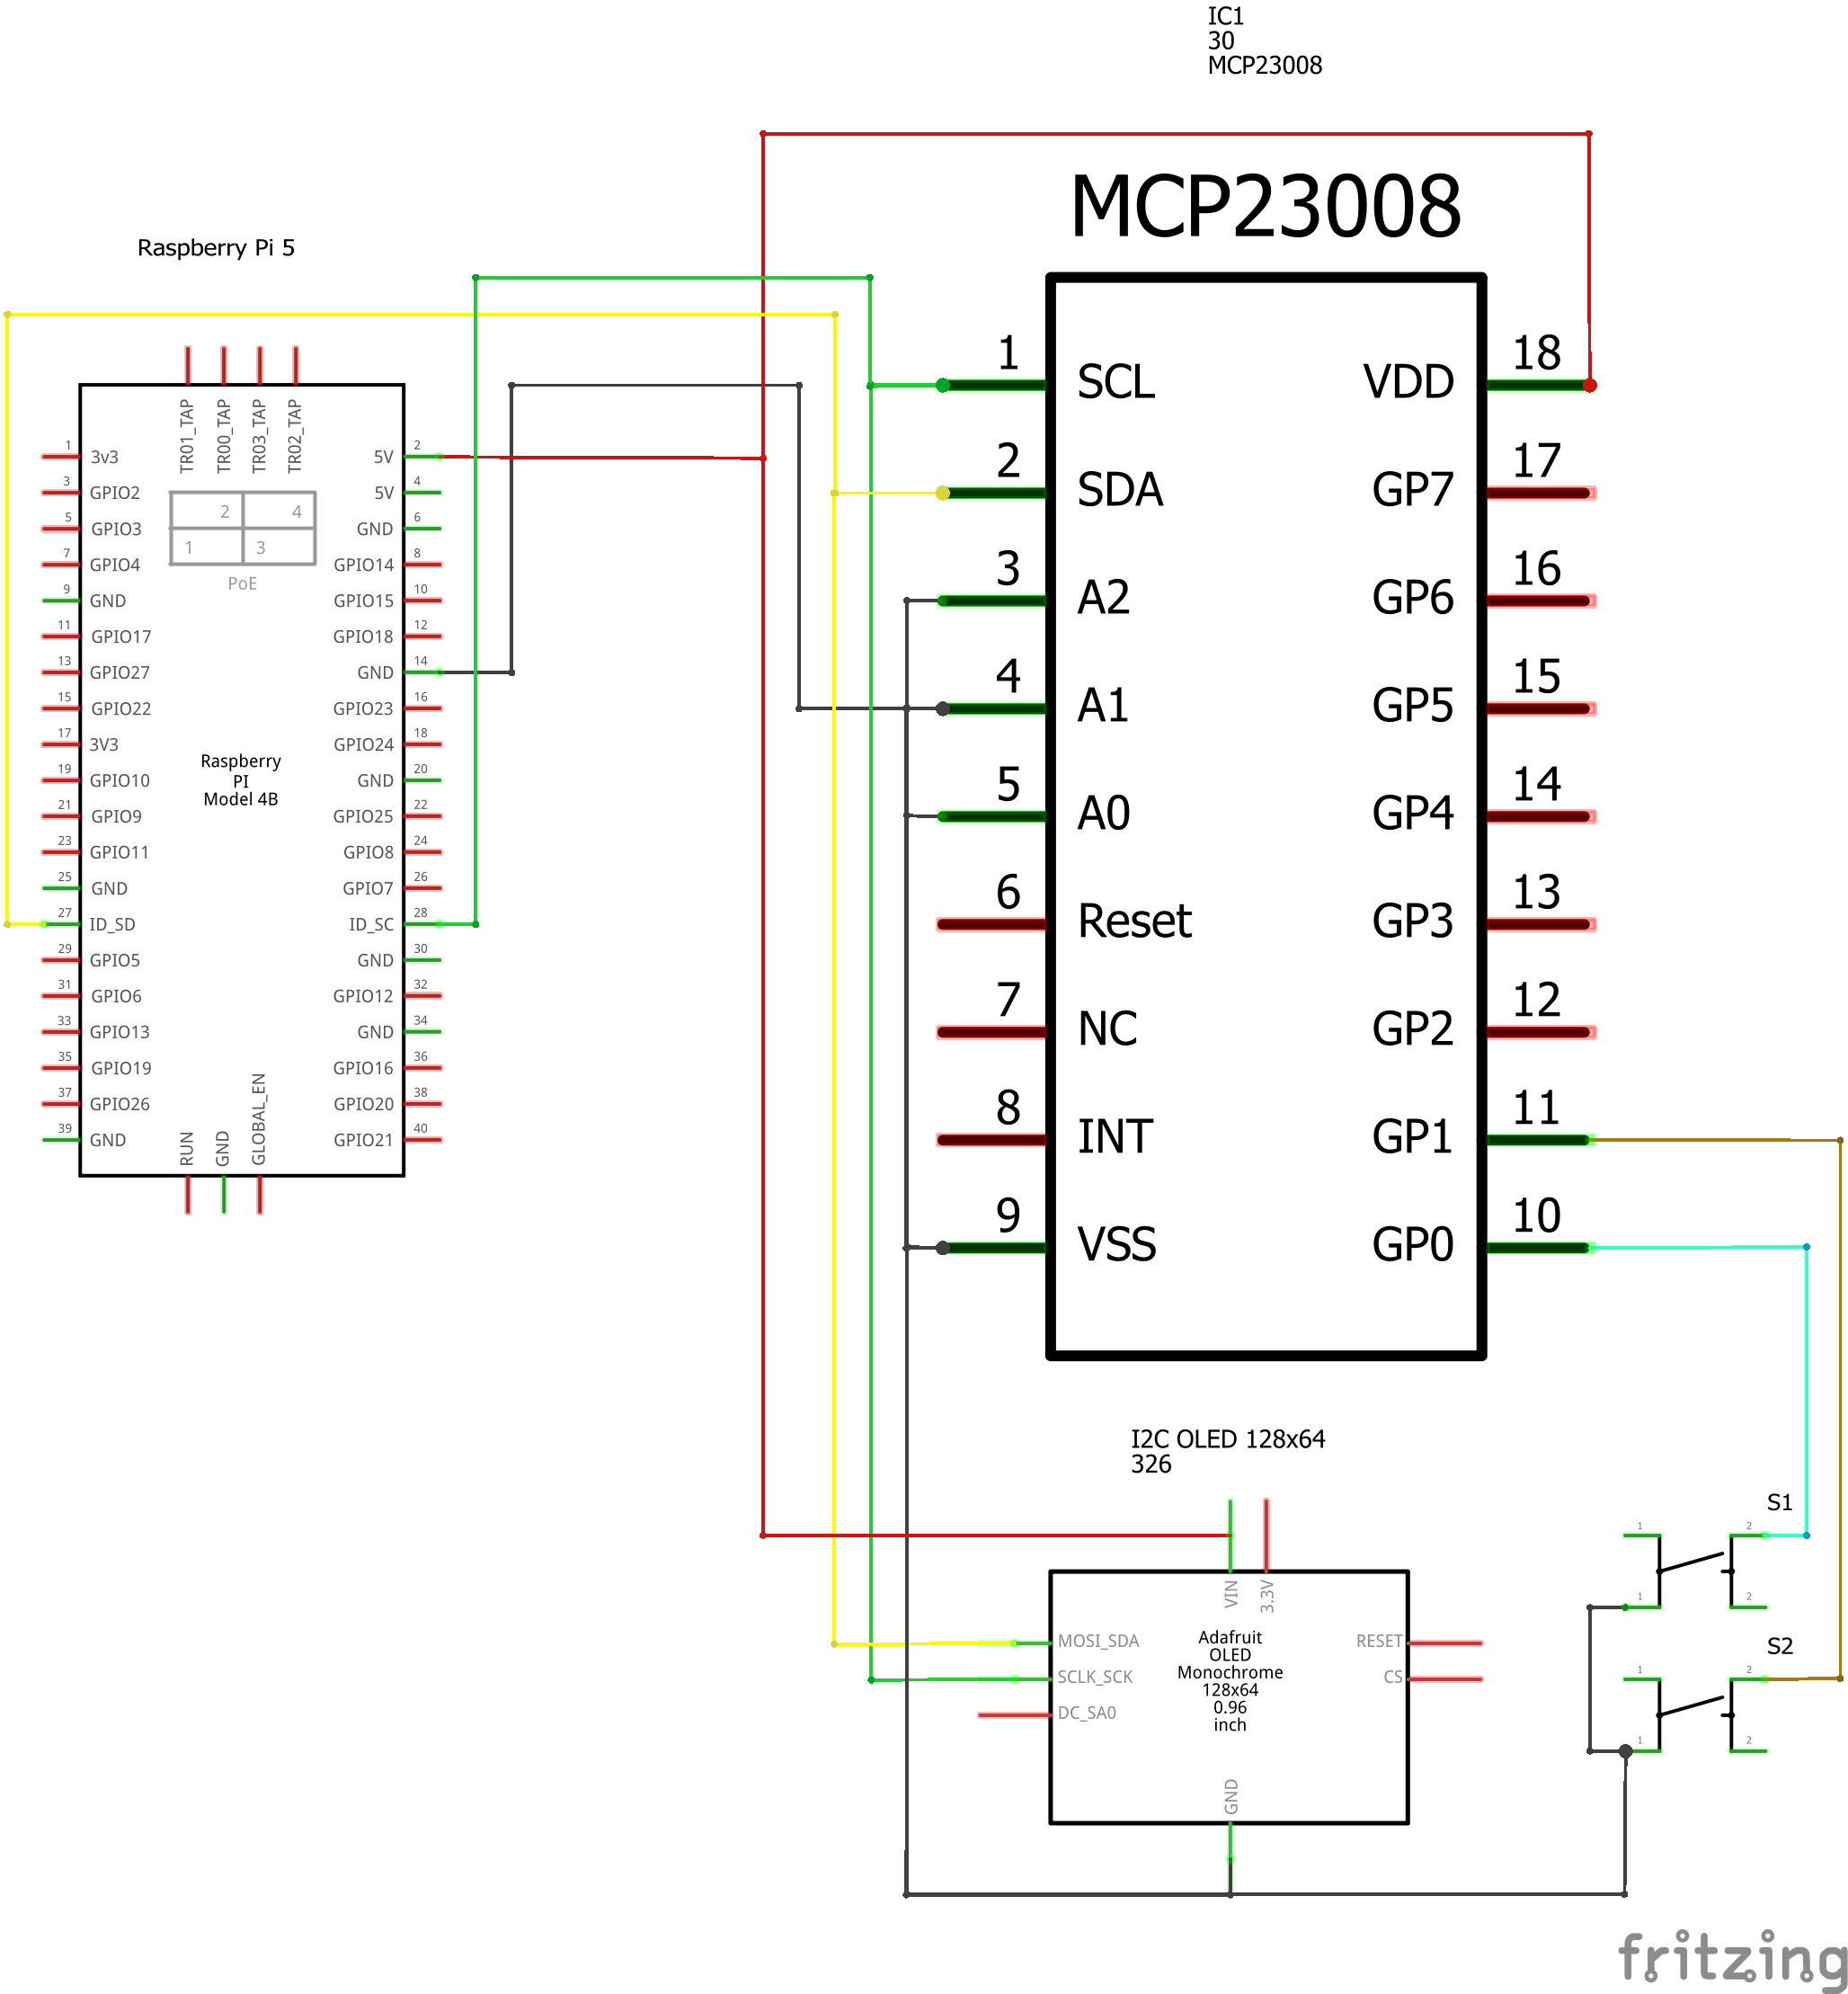 IC1
30
MCP23008
MCP23008
Raspberry Pi 5
TR01_TAP
TR00_TAP
TR03_TAP
TR02_TAP
1 3v3
3 GPIO2
5 GPIO3
7 GPIO4
9 GND
11 GPIO17
13 GPIO27
15 GPIO22
17 3V3
19 GPIO10
21 GPIO9
23 GPIO11
25 GND
27 ID_SD
29 GPIO5
31 GPIO6
33 GPIO13
35 GPIO19
37 GPIO26
39 GND
2 4
1 3
PoE
Raspberry
PI
Model 4B
5V 2
5V 4
GND 6
GPIO14 8
GPIO15 10
GPIO18 12
GND 14
GPIO23 16
GPIO24 18
GND 20
GPIO25 22
GPIO8 24
GPIO7 26
ID_SC 28
GND 30
GPIO12 32
GND 34
GPIO16 36
GPIO20 38
GPIO21 40
RUN
GND
GLOBAL_EN
1 SCL
2 SDA
3 A2
4 A1
5 A0
6 Reset
7 NC
8 INT
9 VSS
VDD 18
GP7 17
GP6 16
GP5 15
GP4 14
GP3 13
GP2 12
GP1 11
GP0 10
I2C OLED 128x64
326
VIN
3.3V
MOSI_SDA
SCLK_SCK
DC_SA0
Adafruit
OLED
Monochrome
128x64
0.96
inch
RESET
CS
GND
S1
1 2
1 2
S2
1 2
1 2
fritzing